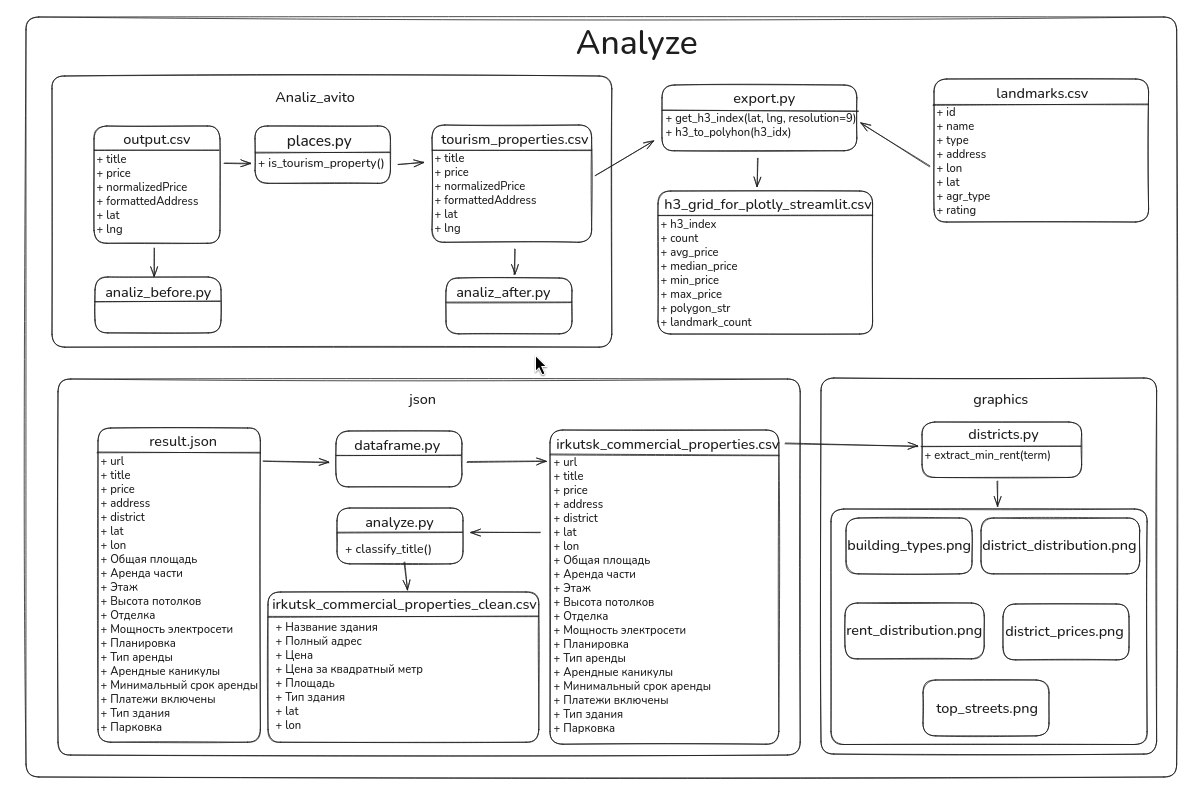 Analyze
Analiz_avito
output.csv
+ title
+ price
+ normalizedPrice
+ formattedAddress
+ lat
+ lng
places.py
+ is_tourism_property()
tourism_properties.csv
+ title
+ price
+ normalizedPrice
+ formattedAddress
+ lat
+ lng
analiz_before.py
analiz_after.py
export.py
+ get_h3_index(lat, lng, resolution=9)
+ h3_to_polyhon(h3_idx)
h3_grid_for_plotly_streamlit.csv
+ h3_index
+ count
+ avg_price
+ median_price
+ min_price
+ max_price
+ polygon_str
+ landmark_count
landmarks.csv
+ id
+ name
+ type
+ address
+ lon
+ lat
+ agr_type
+ rating
json
result.json
+ url
+ title
+ price
+ address
+ district
+ lat
+ lon
+ Общая площадь
+ Аренда части
+ Этаж
+ Высота потолков
+ Отделка
+ Мощность электросети
+ Планировка
+ Тип аренды
+ Арендные каникулы
+ Минимальный срок аренды
+ Платежи включены
+ Тип здания
+ Парковка
dataframe.py
analyze.py
+ classify_title()
irkutsk_commercial_properties_clean.csv
+ Название здания
+ Полный адрес
+ Цена
+ Цена за квадратный метр
+ Площадь
+ Тип здания
+ lat
+ lon
irkutsk_commercial_properties.csv
+ url
+ title
+ price
+ address
+ district
+ lat
+ lon
+ Общая площадь
+ Аренда части
+ Этаж
+ Высота потолков
+ Отделка
+ Мощность электросети
+ Планировка
+ Тип аренды
+ Арендные каникулы
+ Минимальный срок аренды
+ Платежи включены
+ Тип здания
+ Парковка
graphics
districts.py
+ extract_min_rent(term)
building_types.png
district_distribution.png
rent_distribution.png
district_prices.png
top_streets.png